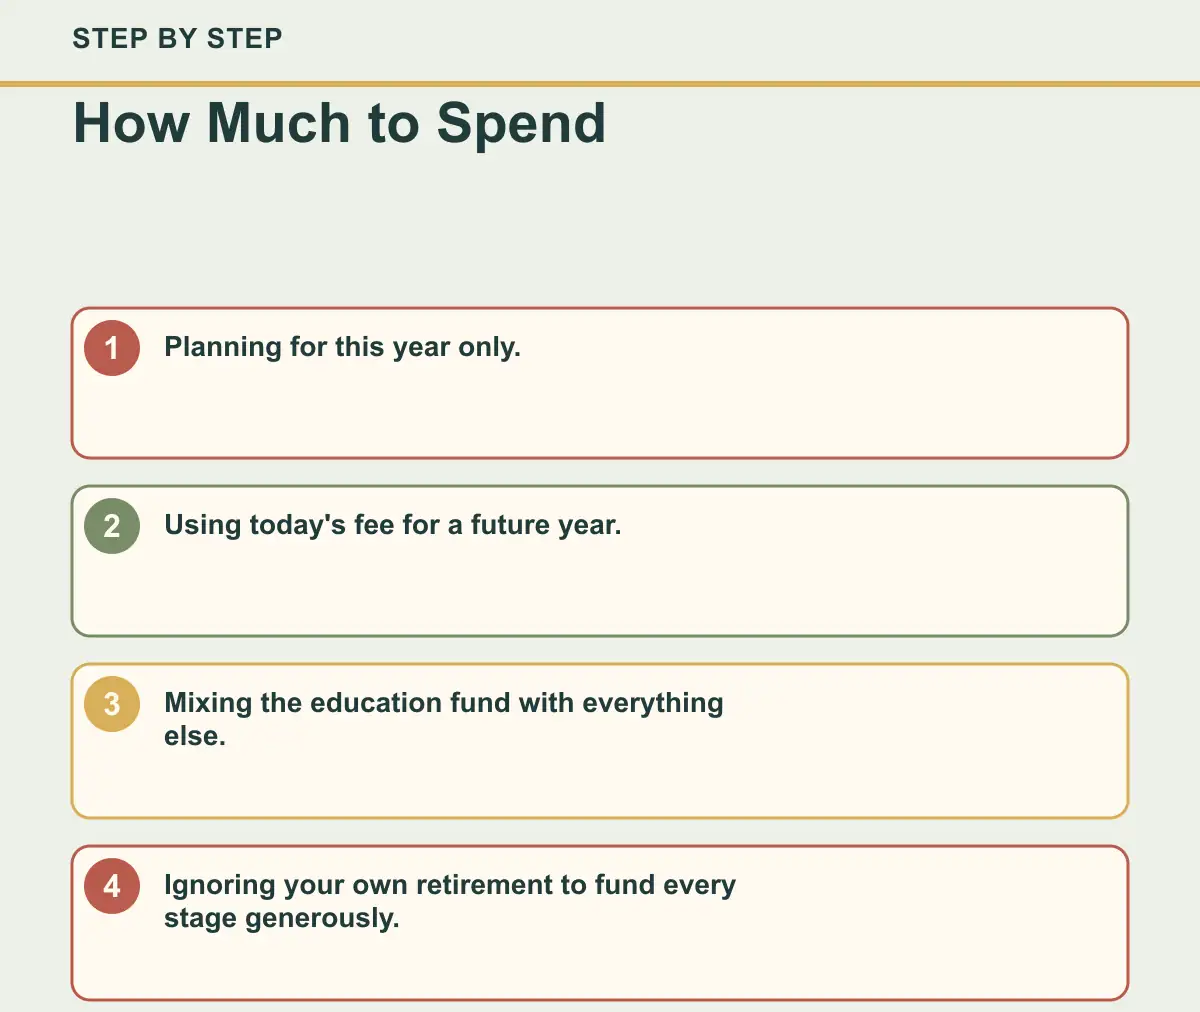 STEP BY STEP
How Much to Spend
1
Planning for this year only.
2
Using today's fee for a future year.
3
Mixing the education fund with everything
else.
4
Ignoring your own retirement to fund every
stage generously.